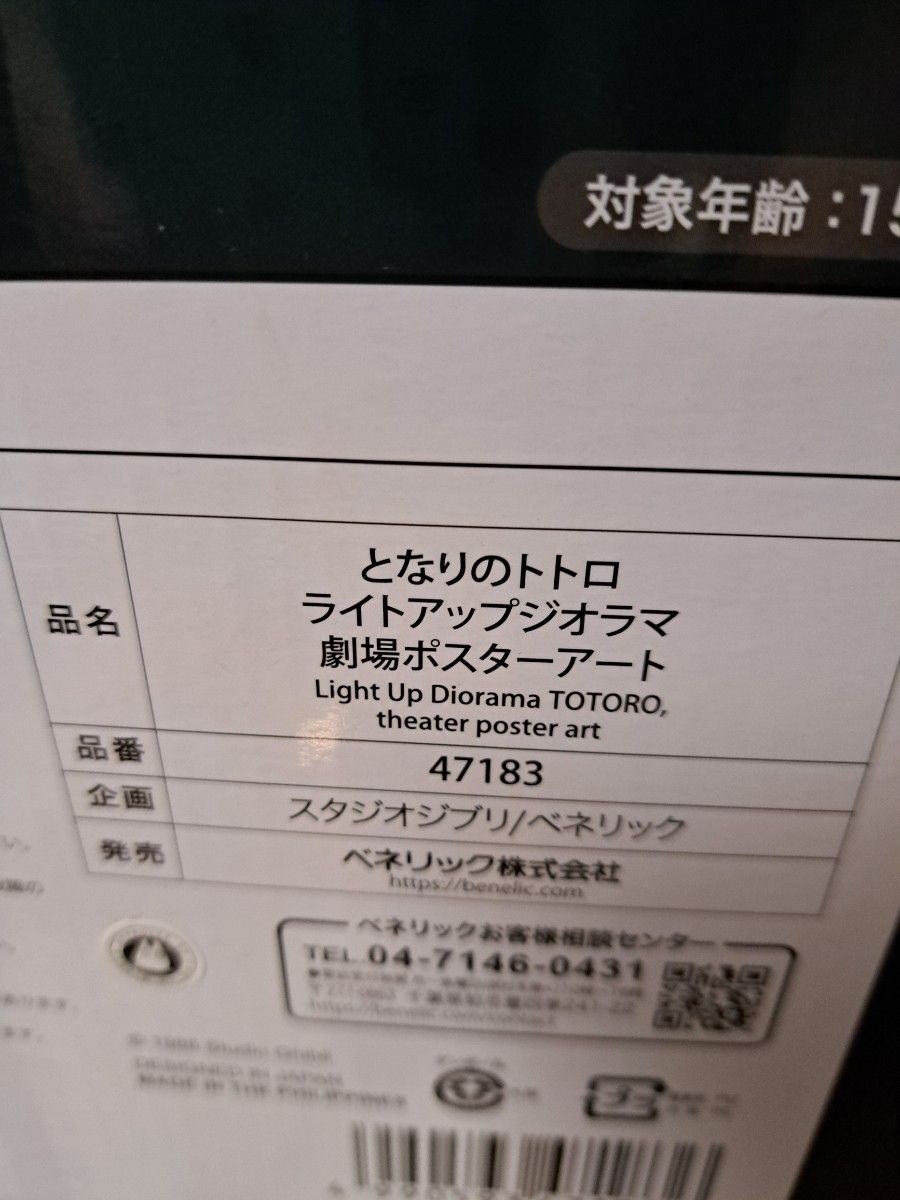 対象年齢：15
品名
となりのトトロ
ライトアップジオラマ
劇場ポスターアート
Light Up Diorama TOTORO,
theater poster art
品番
47183
企画
スタジオジブリ/ベネリック
発売
ベネリック株式会社
https://benelic.com
ベネリックお客様相談センター
TEL.04-7146-0431
© 1988 Studio Ghibli
DESIGNED IN JAPAN
MADE IN THE PHILIPPINES